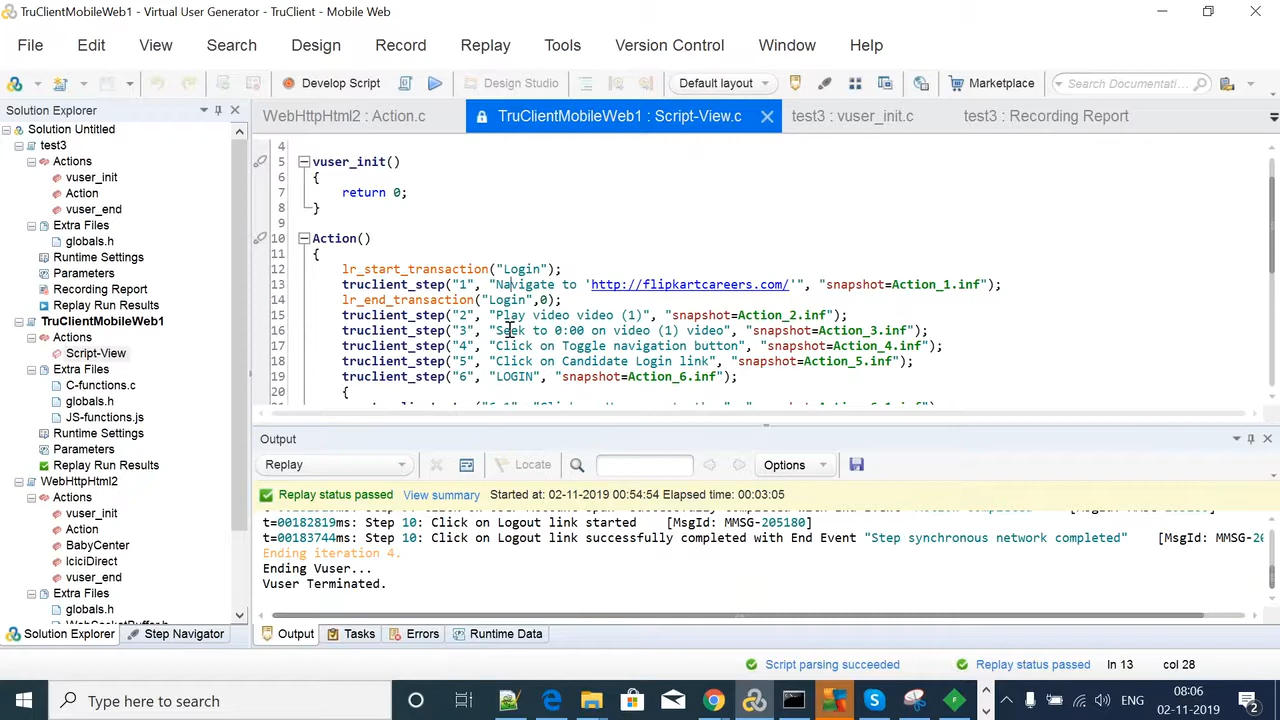 TruClientMobileWeb1 - Virtual User Generator - TruClient - Mobile Web
File Edit View Search Design Record Replay Tools Version Control Window Help
Develop Script Design Studio Default layout Marketplace Search Documentati...
Solution Explorer
Solution Untitled
test3
Actions
vuser_init
Action
vuser_end
Extra Files
globals.h
Runtime Settings
Parameters
Recording Report
Replay Run Results
TruClientMobileWeb1
Actions
Script-View
Extra Files
C-functions.c
globals.h
JS-functions.js
Runtime Settings
Parameters
Replay Run Results
WebHttpHtml2
Actions
vuser_init
Action
BabyCenter
IciciDirect
vuser_end
Extra Files
globals.h
WebSocketBuffer.h
Solution Explorer Step Navigator
WebHttpHtml2 : Action.c TruClientMobileWeb1 : Script-View.c test3 : vuser_init.c test3 : Recording Report
4
5 vuser_init()
6 {
7 return 0;
8 }
9
10 Action()
11 {
12 lr_start_transaction("Login");
13 truclient_step("1", "Navigate to 'http://flipkartcareers.com/'", "snapshot=Action_1.inf");
14 lr_end_transaction("Login",0);
15 truclient_step("2", "Play video video (1)", "snapshot=Action_2.inf");
16 truclient_step("3", "Seek to 0:00 on video (1) video", "snapshot=Action_3.inf");
17 truclient_step("4", "Click on Toggle navigation button", "snapshot=Action_4.inf");
18 truclient_step("5", "Click on Candidate Login link", "snapshot=Action_5.inf");
19 truclient_step("6", "LOGIN", "snapshot=Action_6.inf");
20 {
Output
Replay Locate Options
Replay status passed View summary Started at: 02-11-2019 00:54:54 Elapsed time: 00:03:05
t=00182819ms: Step 10: Click on Logout link started [MsgId: MMSG-205180]
t=00183744ms: Step 10: Click on Logout link successfully completed with End Event "Step synchronous network completed" [MsgId: MMSG-20
Ending iteration 4.
Ending Vuser...
Vuser Terminated.
Output Tasks Errors Runtime Data
Script parsing succeeded Replay status passed ln 13 col 28
Type here to search
ENG
08:06
02-11-2019
2